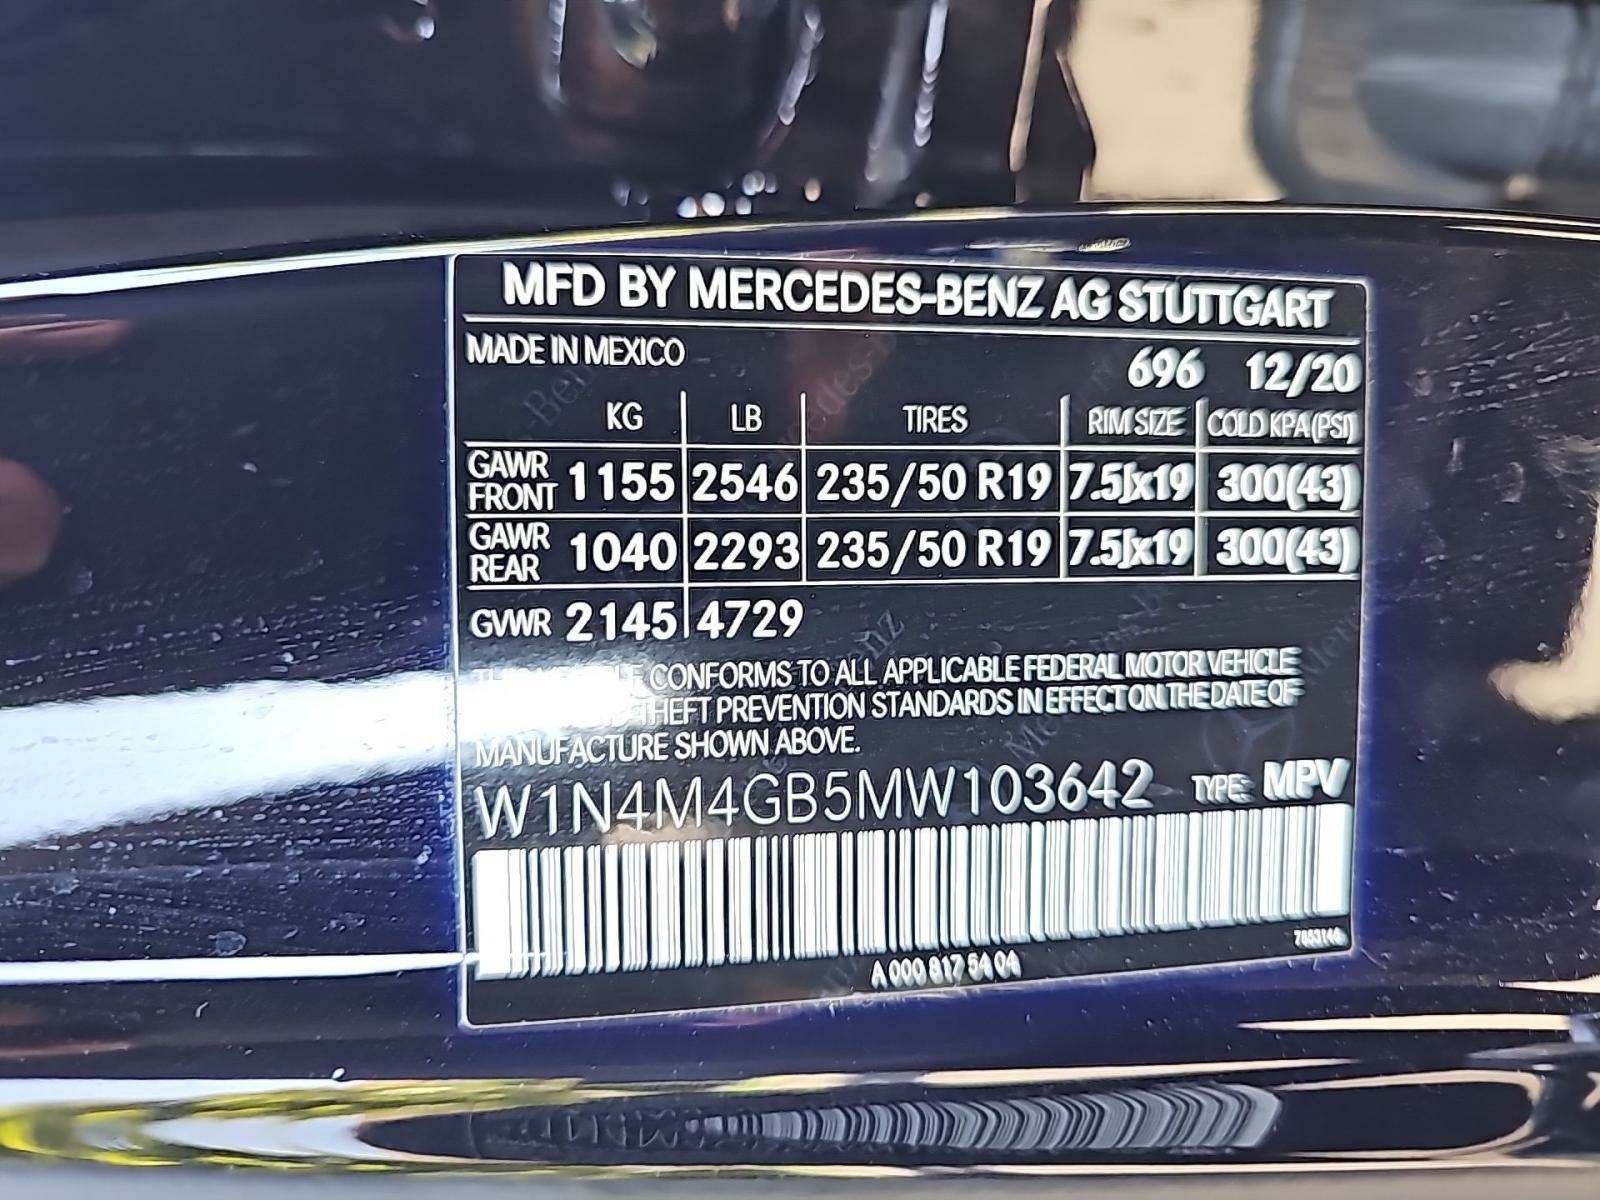 MFD BY MERCEDES-BENZ AG STUTTGART
MADE IN MEXICO
696 12/20
KG LB TIRES RIM SIZE COLD KPA(PSI)
GAWR FRONT 1155 2546 235/50 R19 7.5Jx19 300(43)
GAWR REAR 1040 2293 235/50 R19 7.5Jx19 300(43)
GVWR 2145 4729
CONFORMS TO ALL APPLICABLE FEDERAL MOTOR VEHICLE
THEFT PREVENTION STANDARDS IN EFFECT ON THE DATE OF
MANUFACTURE SHOWN ABOVE.
W1N4M4GB5MW103642 TYPE: MPV
A 000 817 54 04